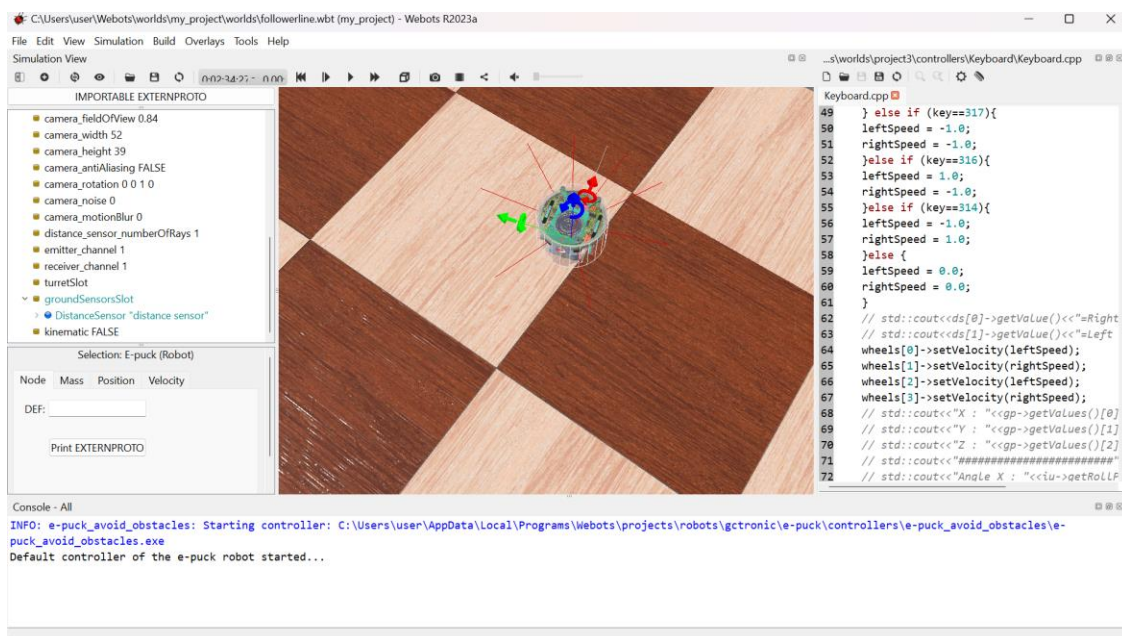 C:\Users\user\Webots\worlds\my_project\worlds\followerline.wbt (my_project) - Webots R2023a
File Edit View Simulation Build Overlays Tools Help
Simulation View
IMPORTABLE EXTERNPROTO
camera_fieldOfView 0.84
camera_width 52
camera_height 39
camera_antiAliasing FALSE
camera_rotation 0 0 1 0
camera_noise 0
camera_motionBlur 0
distance_sensor_numberOfRays 1
emitter_channel 1
receiver_channel 1
turretSlot
groundSensorsSlot
DistanceSensor "distance sensor"
kinematic FALSE
Selection: E-puck (Robot)
Node Mass Position Velocity
DEF:
Print EXTERNPROTO
...s\worlds\project3\controllers\Keyboard\Keyboard.cpp
Keyboard.cpp
49 } else if (key==317){
50 leftSpeed = -1.0;
51 rightSpeed = -1.0;
52 }else if (key==316){
53 leftSpeed = 1.0;
54 rightSpeed = -1.0;
55 }else if (key==314){
56 leftSpeed = -1.0;
57 rightSpeed = 1.0;
58 }else {
59 leftSpeed = 0.0;
60 rightSpeed = 0.0;
61 }
62 // std::cout<<ds[0]->getValue()<<"=Right
63 // std::cout<<ds[1]->getValue()<<"=Left
64 wheels[0]->setVelocity(leftSpeed);
65 wheels[1]->setVelocity(rightSpeed);
66 wheels[2]->setVelocity(leftSpeed);
67 wheels[3]->setVelocity(rightSpeed);
68 // std::cout<<"X : "<<gp->getValues()[0]
69 // std::cout<<"Y : "<<gp->getValues()[1]
70 // std::cout<<"Z : "<<gp->getValues()[2]
71 // std::cout<<"########################"
72 // std::cout<<"Angle X : "<<iu->getRollP
Console - All
INFO: e-puck_avoid_obstacles: Starting controller: C:\Users\user\AppData\Local\Programs\Webots\projects\robots\gctronic\e-puck\controllers\e-puck_avoid_obstacles\e-
puck_avoid_obstacles.exe
Default controller of the e-puck robot started...